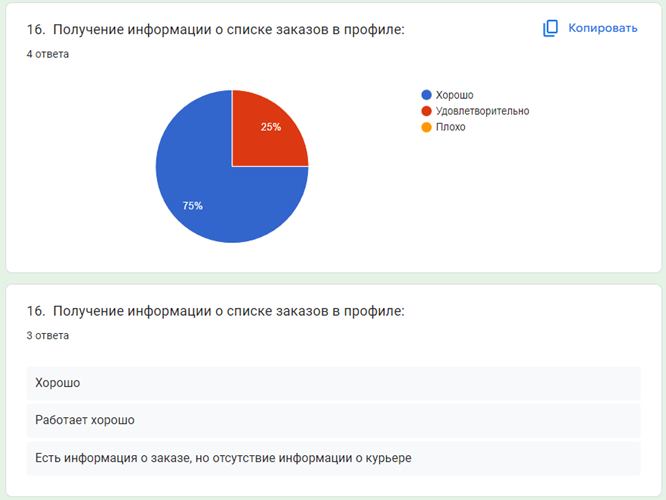 16. Получение информации о списке заказов в профиле:
Копировать
4 ответа
Хорошо
Удовлетворительно
Плохо
25%
75%
16. Получение информации о списке заказов в профиле:
3 ответа
Хорошо
Работает хорошо
Есть информация о заказе, но отсутствие информации о курьере